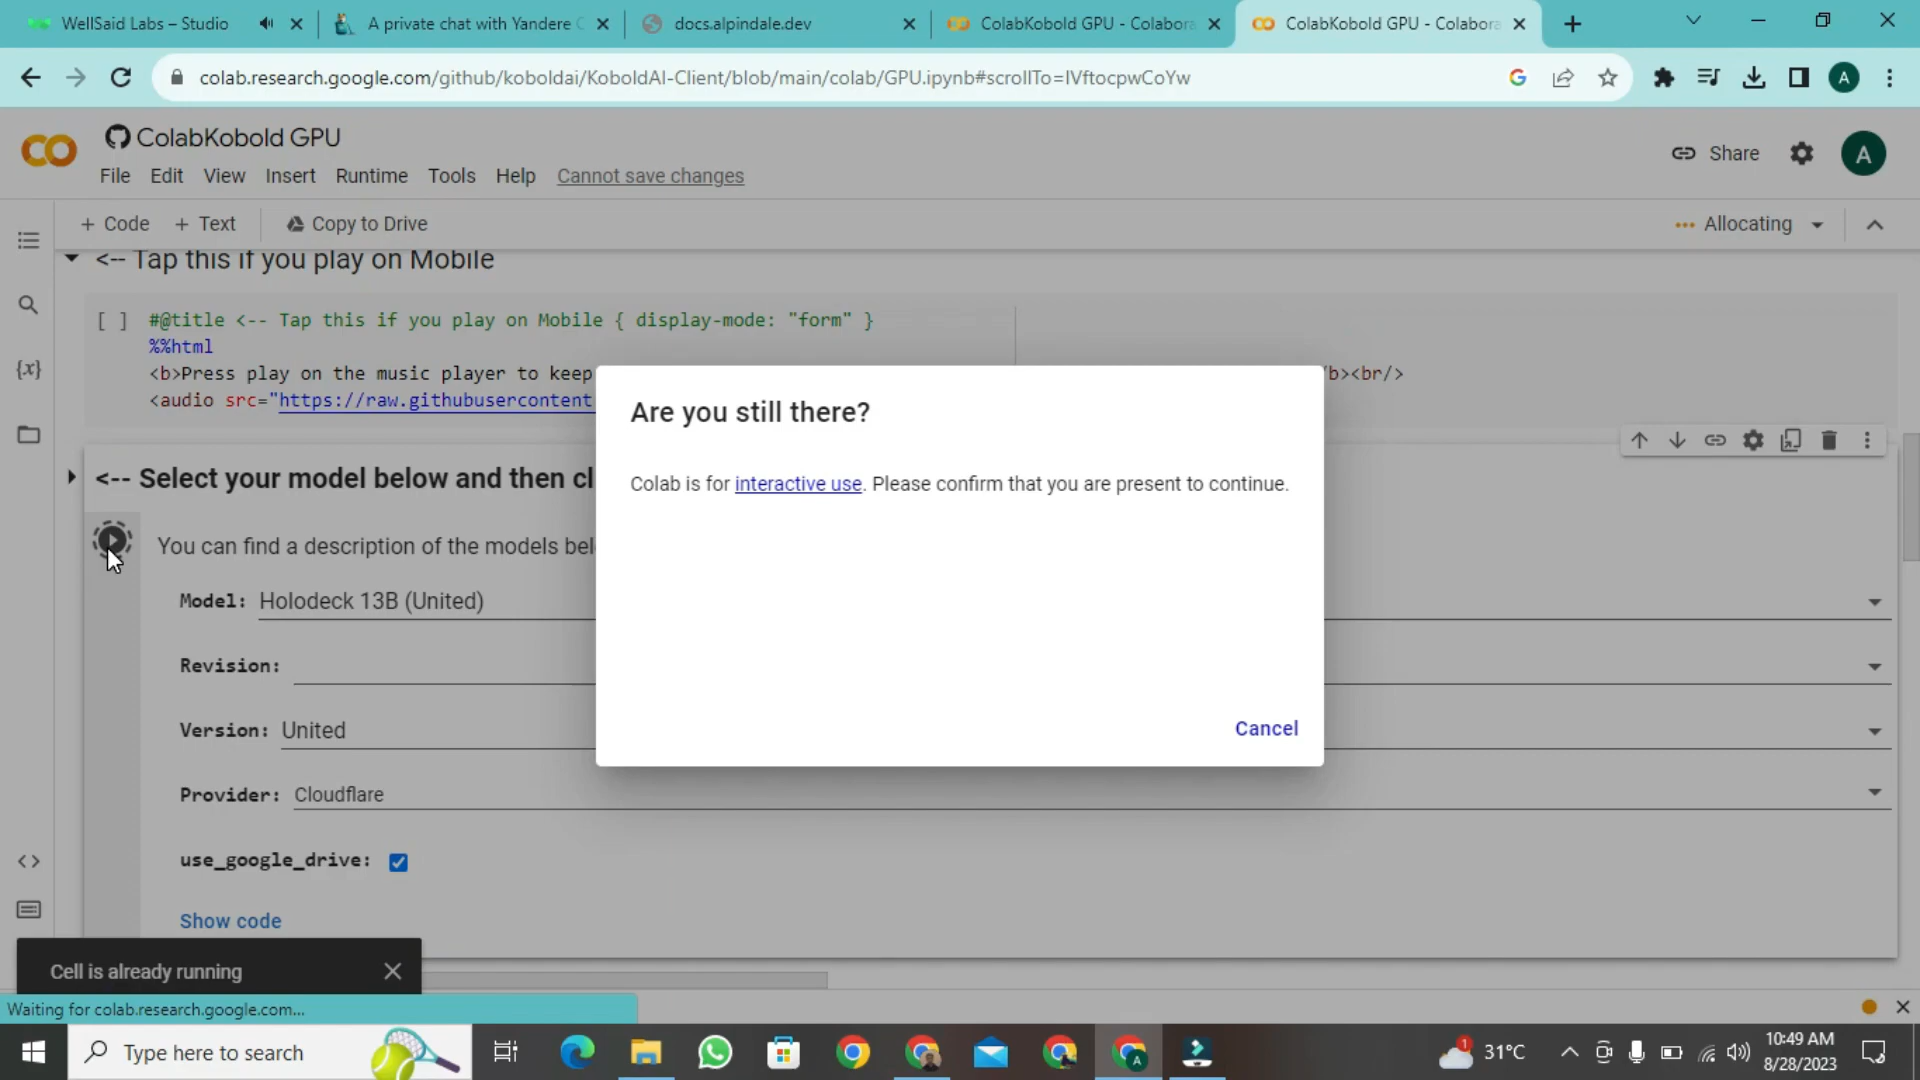 WellSaid Labs – Studio
A private chat with Yandere
docs.alpindale.dev
ColabKobold GPU - Colabora
ColabKobold GPU - Colabora
colab.research.google.com/github/koboldai/KoboldAI-Client/blob/main/colab/GPU.ipynb#scrollTo=lVftocpwCoYw
A
ColabKobold GPU
Share
A
File Edit View Insert Runtime Tools Help Cannot save changes
+ Code + Text Copy to Drive
Allocating
<-- Tap this if you play on Mobile
[ ] #@title <-- Tap this if you play on Mobile { display-mode: "form" }
%%html
<b>Press play on the music player to keep
/b><br/>
<audio src="https://raw.githubusercontent
Are you still there?
<-- Select your model below and then cl
Colab is for interactive use. Please confirm that you are present to continue.
You can find a description of the models bel
Model: Holodeck 13B (United)
Revision:
Version: United
Cancel
Provider: Cloudflare
use_google_drive:
Show code
Cell is already running
Waiting for colab.research.google.com...
Type here to search
1
31°C
10:49 AM
8/28/2023